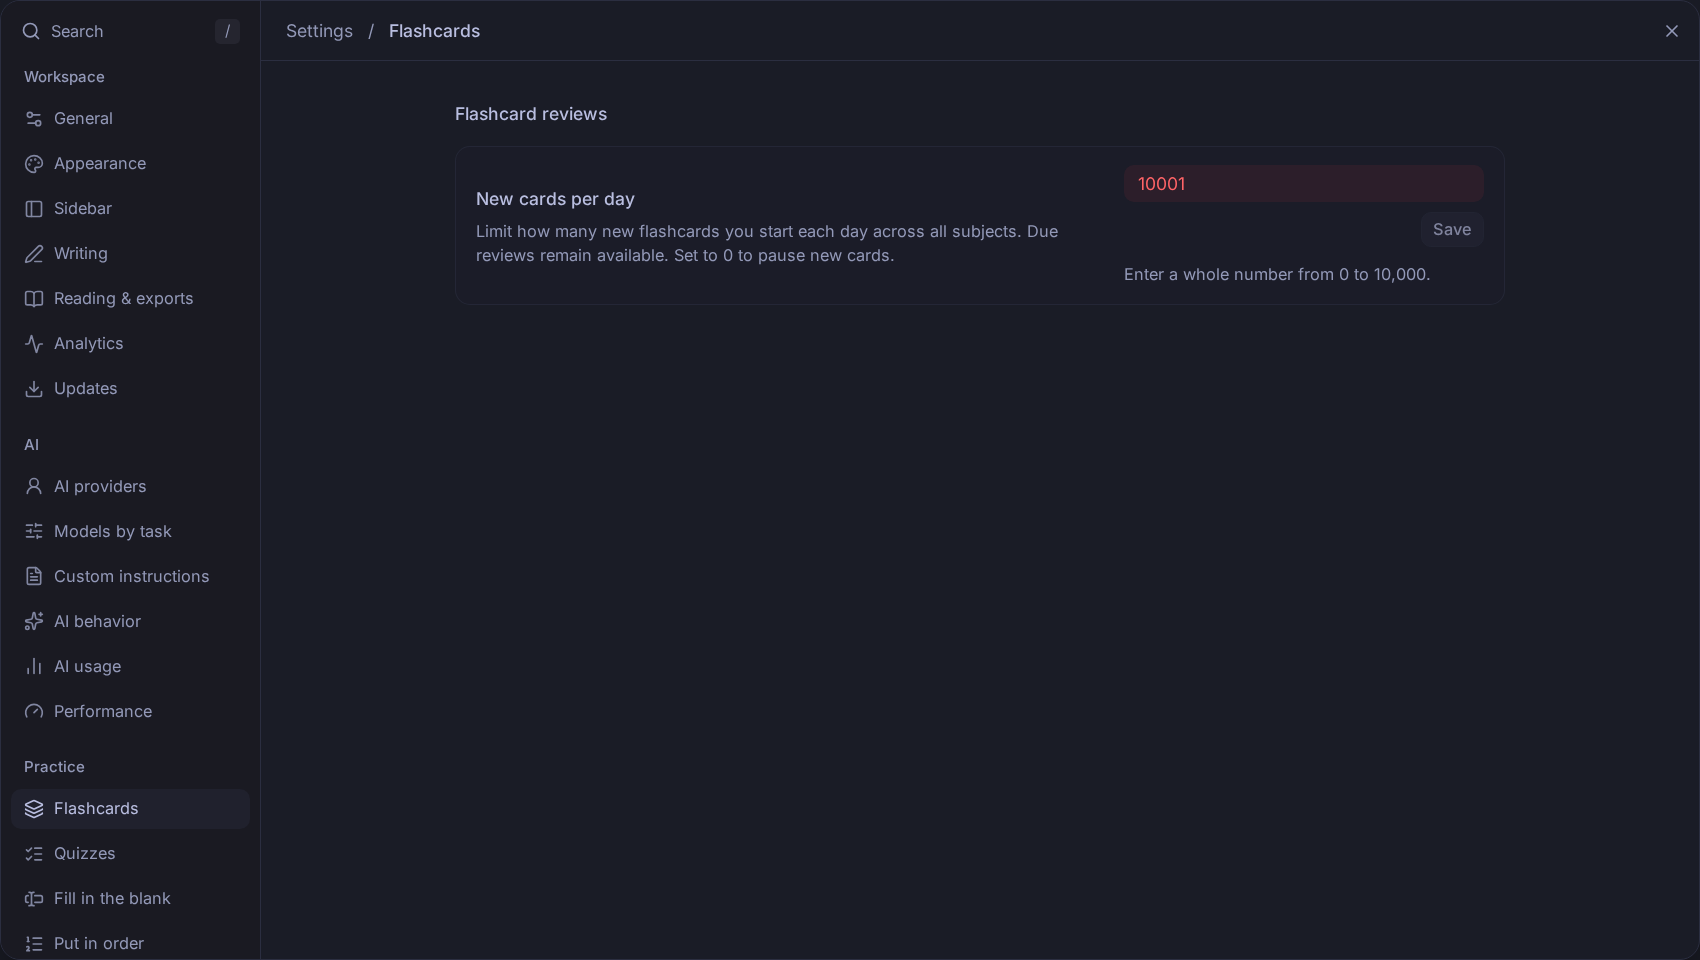 Search /
Workspace
General
Appearance
Sidebar
Writing
Reading & exports
Analytics
Updates
AI
AI providers
Models by task
Custom instructions
AI behavior
AI usage
Performance
Practice
Flashcards
Quizzes
Fill in the blank
Put in order
Settings / Flashcards
Flashcard reviews
New cards per day
Limit how many new flashcards you start each day across all subjects. Due
reviews remain available. Set to 0 to pause new cards.
10001
Save
Enter a whole number from 0 to 10,000.